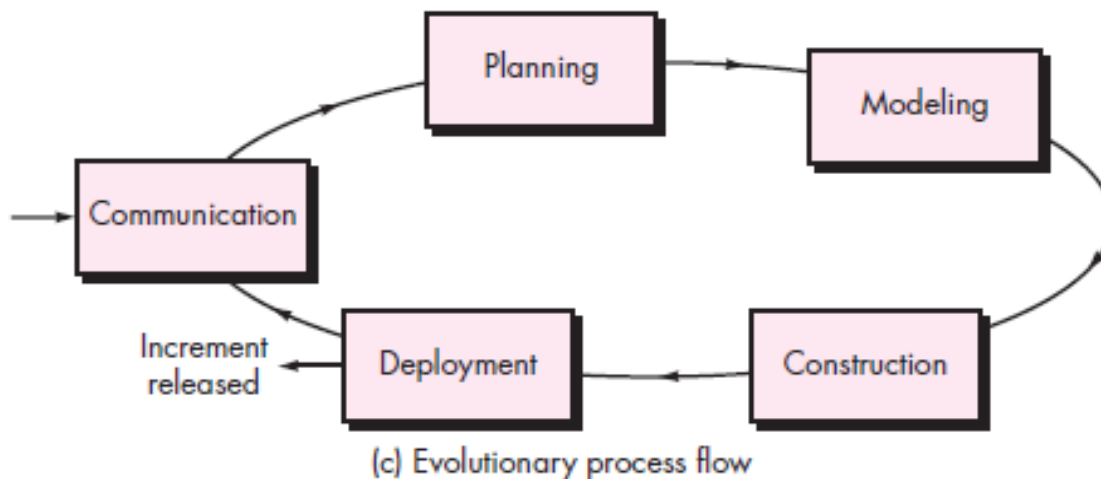 Planning
Modeling
Communication
Increment
released
Deployment
Construction
(c) Evolutionary process flow